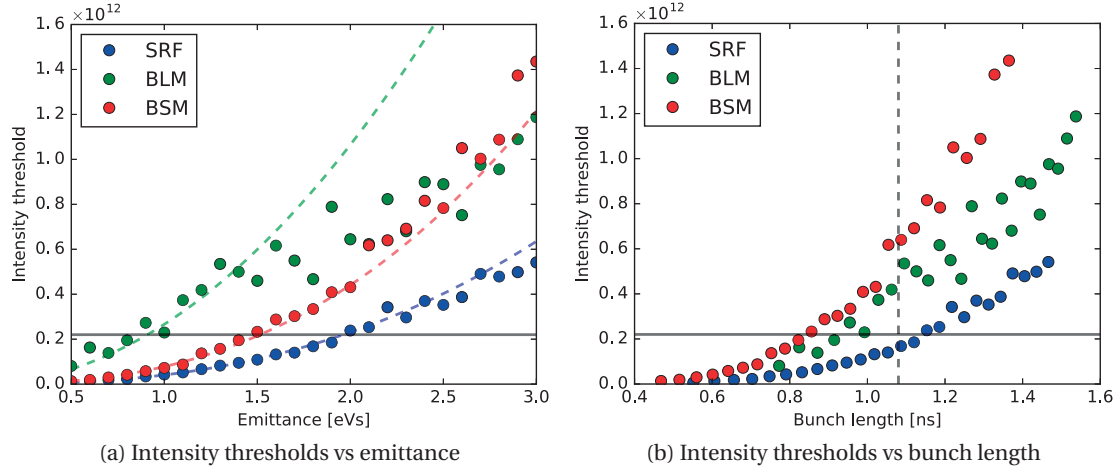 ×10¹²
1.6
1.4
1.2
1.0
0.8
0.6
0.4
0.2
0.0
Intensity threshold
SRF
BLM
BSM
0.5 1.0 1.5 2.0 2.5 3.0
Emittance [eVs]
(a) Intensity thresholds vs emittance
×10¹²
1.6
1.4
1.2
1.0
0.8
0.6
0.4
0.2
0.0
Intensity threshold
SRF
BLM
BSM
0.4 0.6 0.8 1.0 1.2 1.4 1.6
Bunch length [ns]
(b) Intensity thresholds vs bunch length